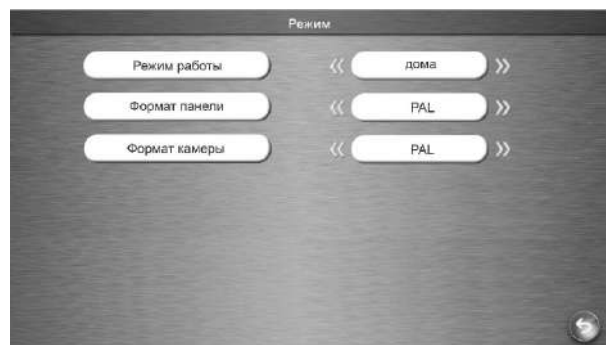 Режим
Режим работы « дома »
Формат панели « PAL »
Формат камеры « PAL »